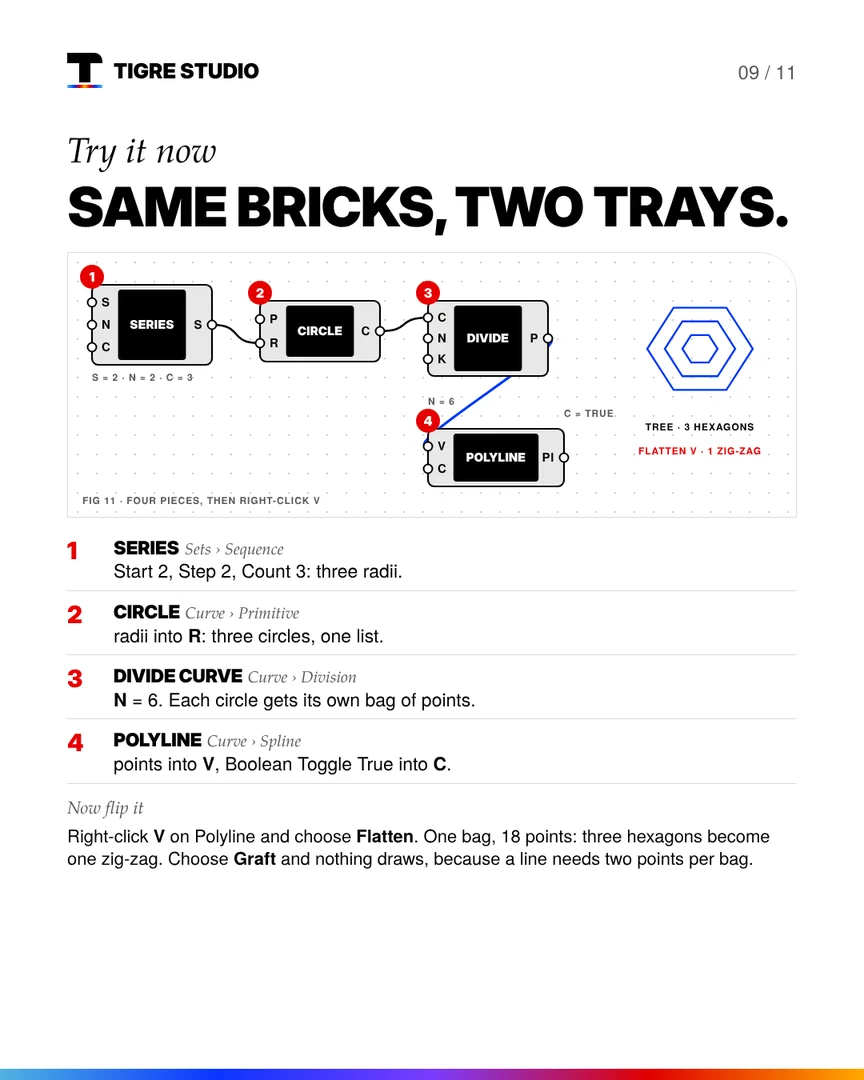 TIGRE STUDIO
09 / 11
Try it now
SAME BRICKS, TWO TRAYS.
1
2
3
S
N
C
SERIES
S
P
R
CIRCLE
C
C
N
K
DIVIDE
P
S = 2 · N = 2 · C = 3
N = 6
C = TRUE
4
V
C
POLYLINE
Pl
TREE · 3 HEXAGONS
FLATTEN V · 1 ZIG-ZAG
FIG 11 · FOUR PIECES, THEN RIGHT-CLICK V
1
SERIES Sets › Sequence
Start 2, Step 2, Count 3: three radii.
2
CIRCLE Curve › Primitive
radii into R: three circles, one list.
3
DIVIDE CURVE Curve › Division
N = 6. Each circle gets its own bag of points.
4
POLYLINE Curve › Spline
points into V, Boolean Toggle True into C.
Now flip it
Right-click V on Polyline and choose Flatten. One bag, 18 points: three hexagons become
one zig-zag. Choose Graft and nothing draws, because a line needs two points per bag.